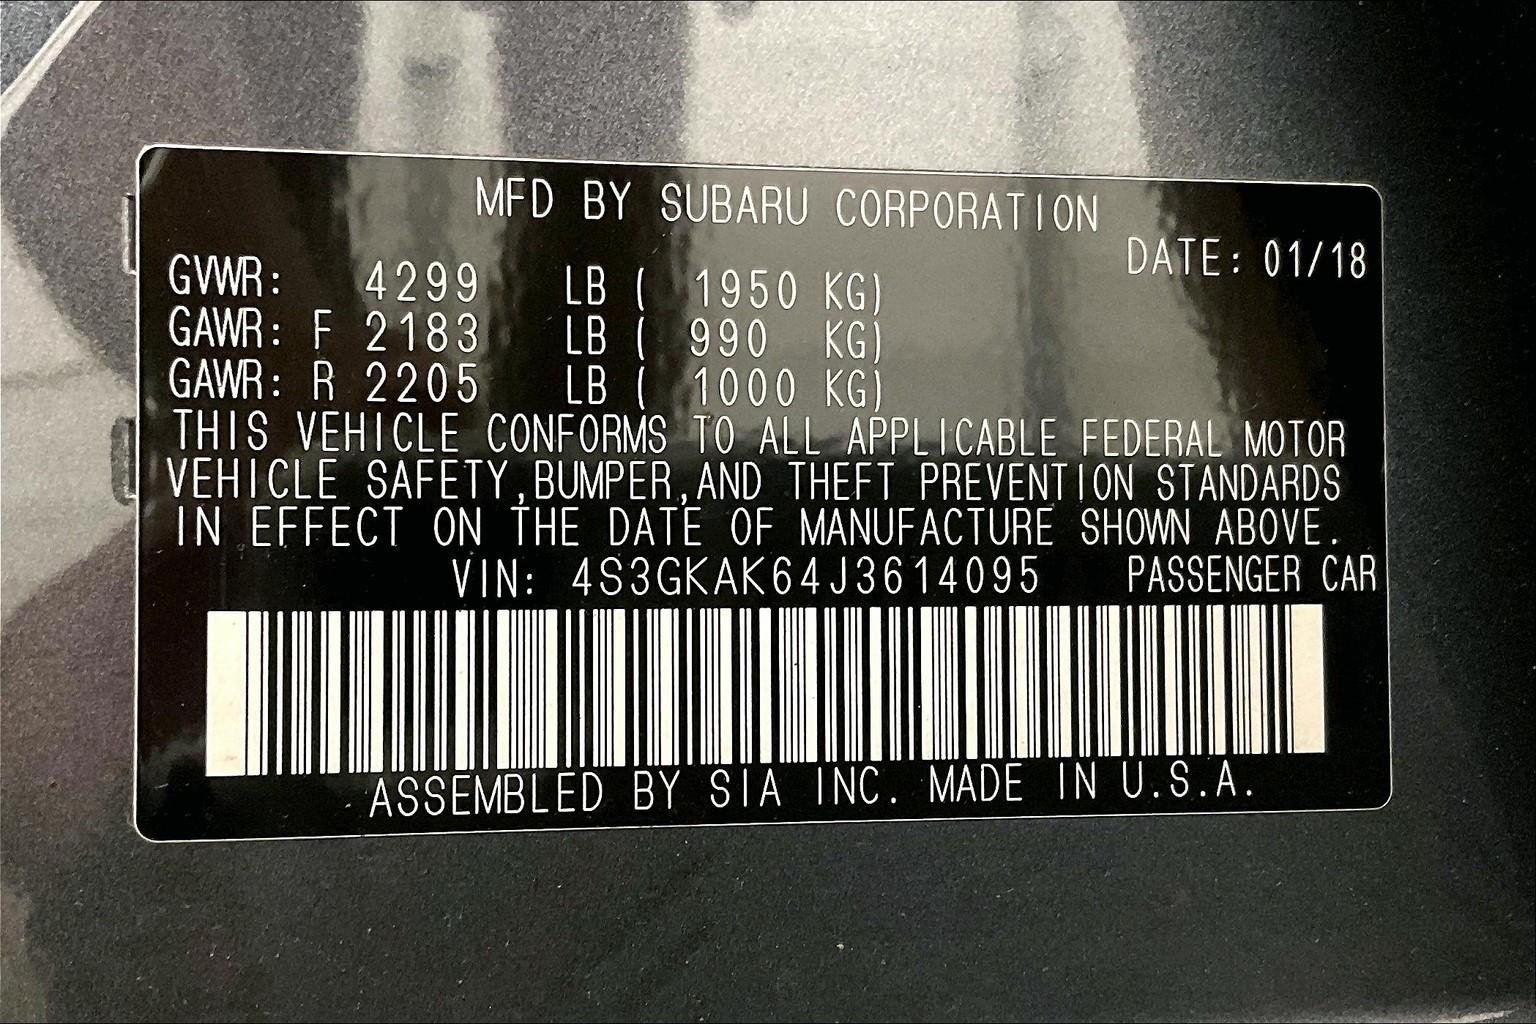 MFD BY SUBARU CORPORATION
DATE: 01/18
GVWR: 4299 LB ( 1950 KG)
GAWR: F 2183 LB ( 990 KG)
GAWR: R 2205 LB ( 1000 KG)
THIS VEHICLE CONFORMS TO ALL APPLICABLE FEDERAL MOTOR
VEHICLE SAFETY,BUMPER,AND THEFT PREVENTION STANDARDS
IN EFFECT ON THE DATE OF MANUFACTURE SHOWN ABOVE.
VIN: 4S3GKAK64J3614095 PASSENGER CAR
ASSEMBLED BY SIA INC. MADE IN U.S.A.